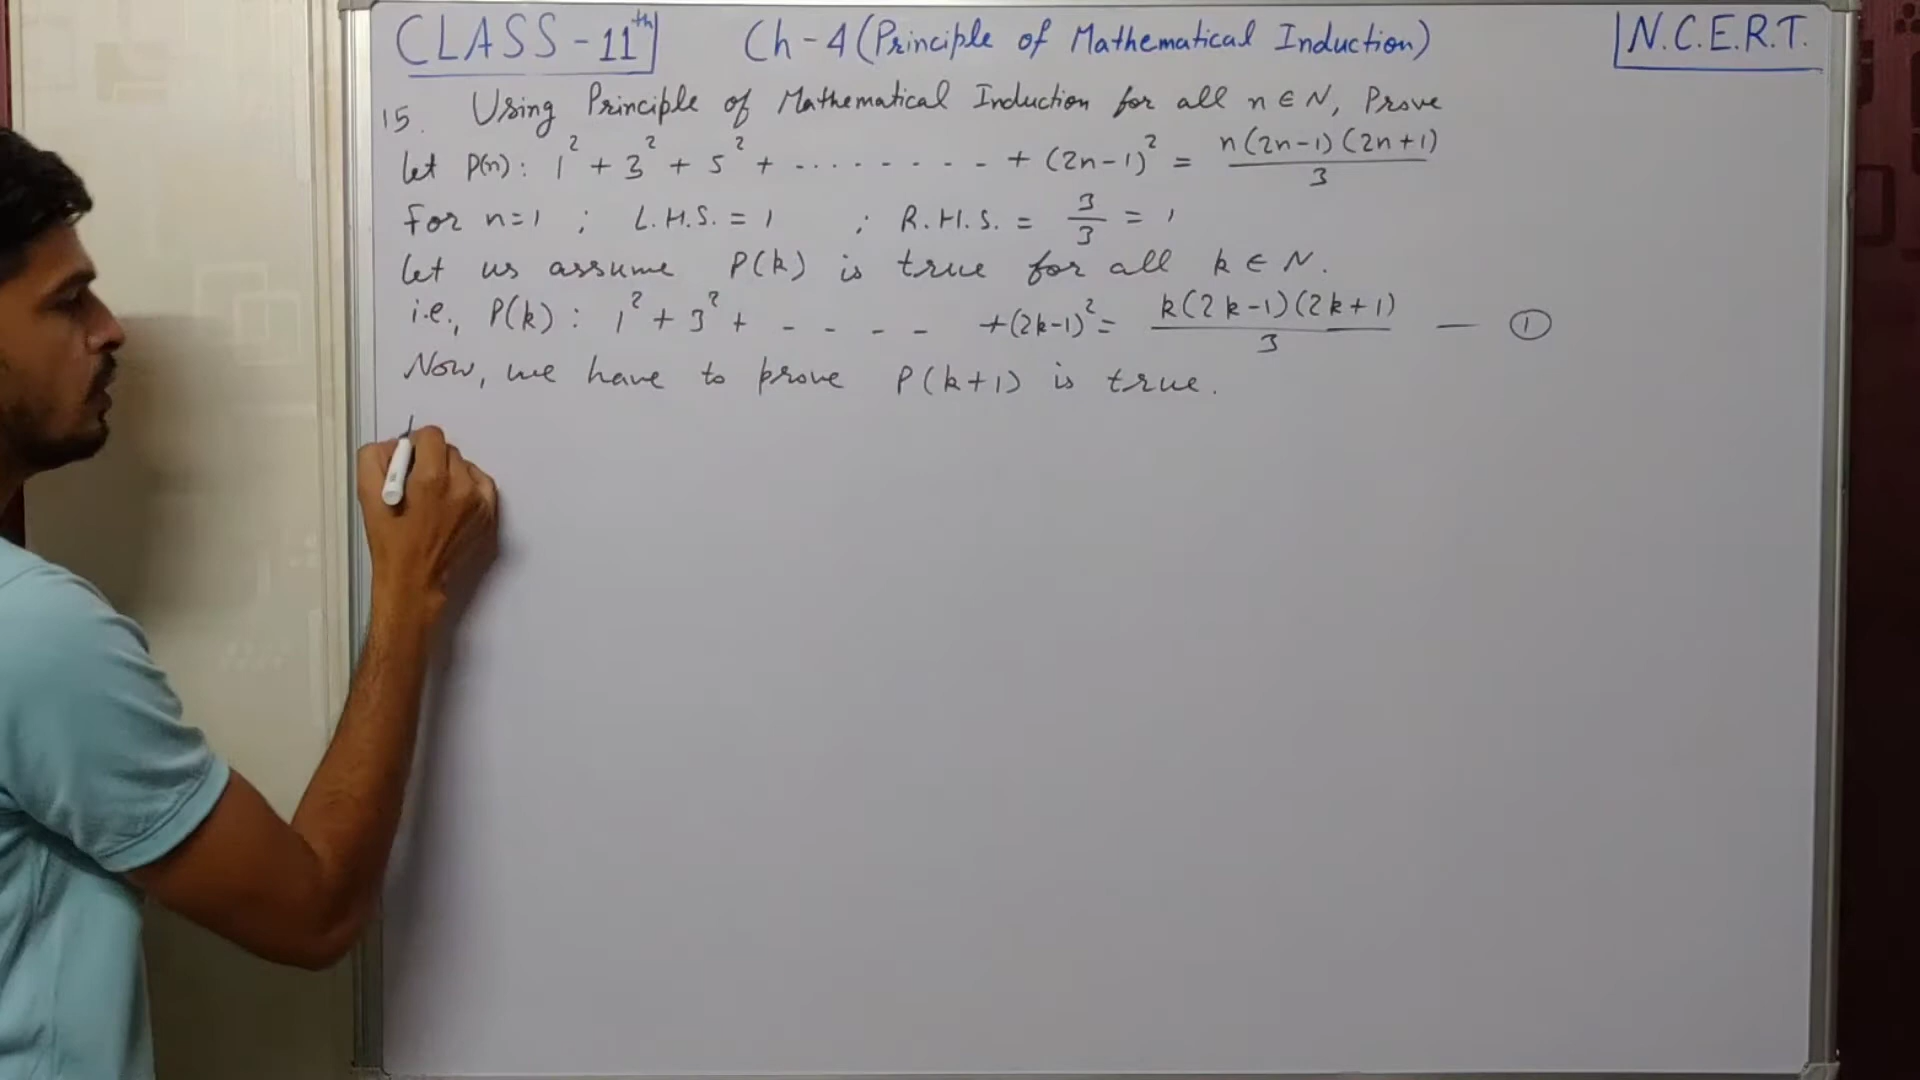 CLASS-11th Ch-4 (Principle of Mathematical Induction) N.C.E.R.T.
15. Using Principle of Mathematical Induction for all n ∈ N, Prove
let P(n): 1² + 3² + 5² + ........ + (2n-1)² = n(2n-1)(2n+1)/3
For n=1 ; L.H.S. = 1 ; R.H.S. = 3/3 = 1
let us assume P(k) is true for all k ∈ N.
i.e., P(k): 1² + 3² + - - - - +(2k-1)² = k(2k-1)(2k+1)/3 — ①
Now, we have to prove P(k+1) is true.